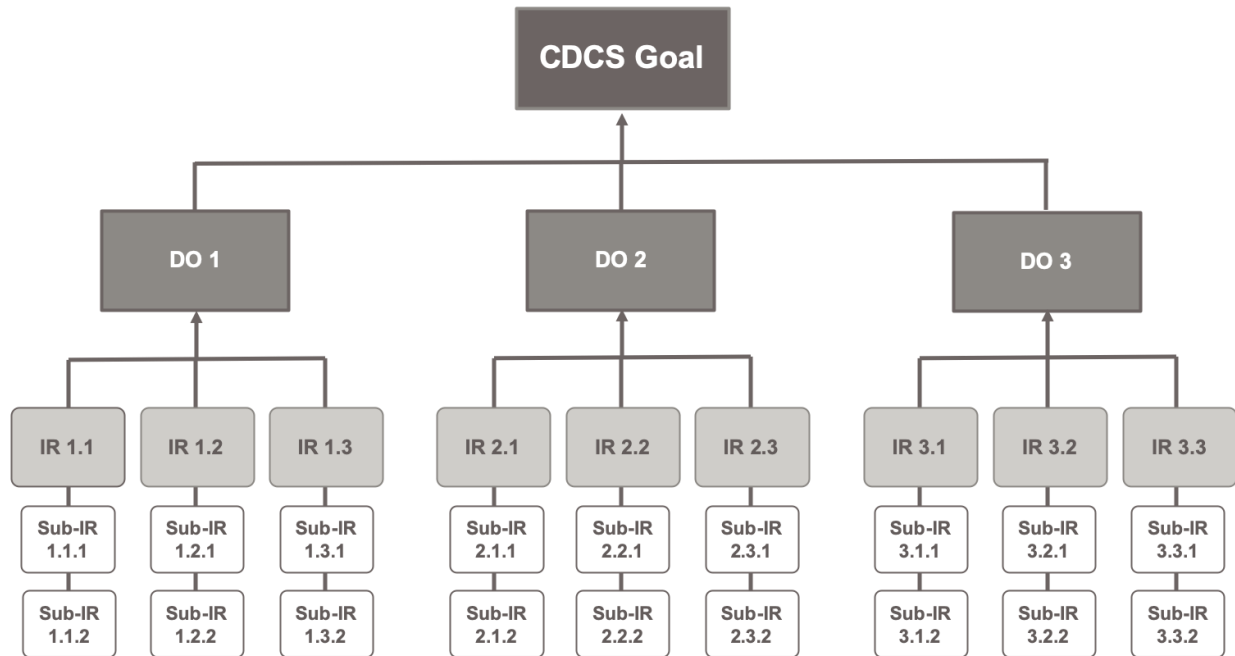 CDCS Goal
DO 1
DO 2
DO 3
IR 1.1
IR 1.2
IR 1.3
IR 2.1
IR 2.2
IR 2.3
IR 3.1
IR 3.2
IR 3.3
Sub-IR
1.1.1
Sub-IR
1.2.1
Sub-IR
1.3.1
Sub-IR
2.1.1
Sub-IR
2.2.1
Sub-IR
2.3.1
Sub-IR
3.1.1
Sub-IR
3.2.1
Sub-IR
3.3.1
Sub-IR
1.1.2
Sub-IR
1.2.2
Sub-IR
1.3.2
Sub-IR
2.1.2
Sub-IR
2.2.2
Sub-IR
2.3.2
Sub-IR
3.1.2
Sub-IR
3.2.2
Sub-IR
3.3.2